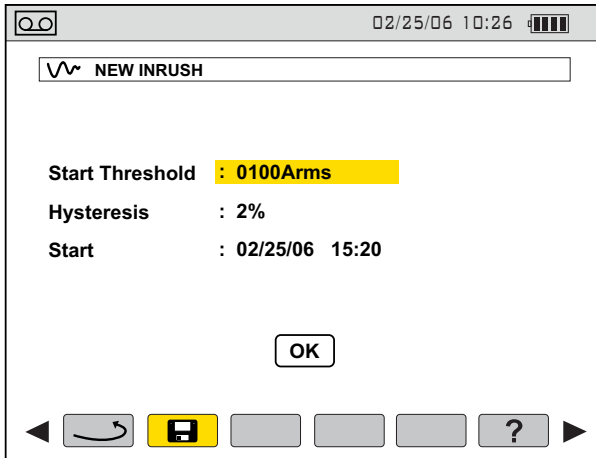 02/25/06 10:26
NEW INRUSH
Start Threshold : 0100Arms
Hysteresis : 2%
Start : 02/25/06 15:20
OK
?